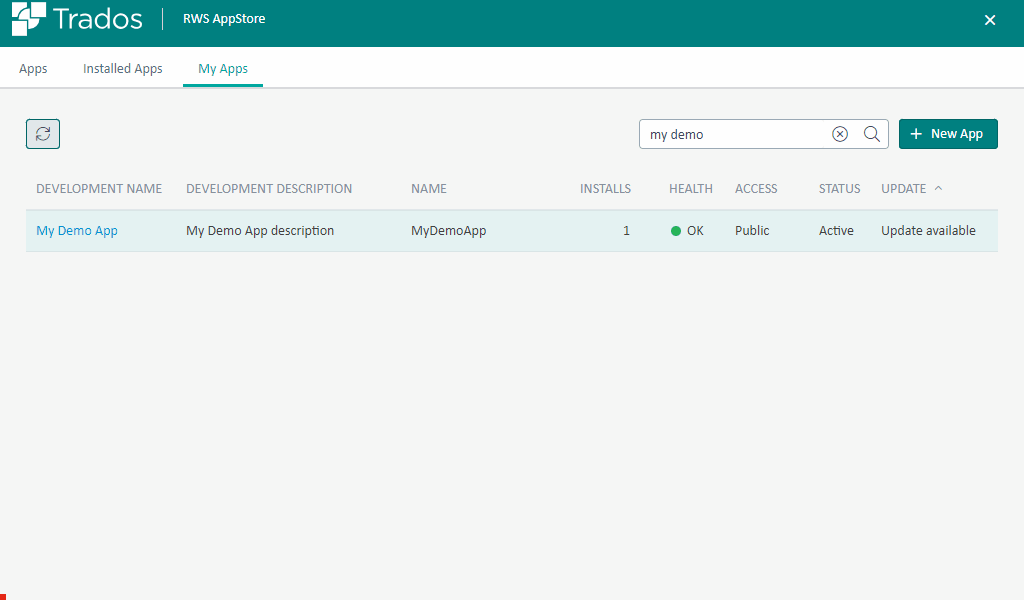 Trados RWS AppStore
Apps Installed Apps My Apps
my demo New App
DEVELOPMENT NAME DEVELOPMENT DESCRIPTION NAME INSTALLS HEALTH ACCESS STATUS UPDATE
My Demo App My Demo App description MyDemoApp 1 OK Public Active Update available